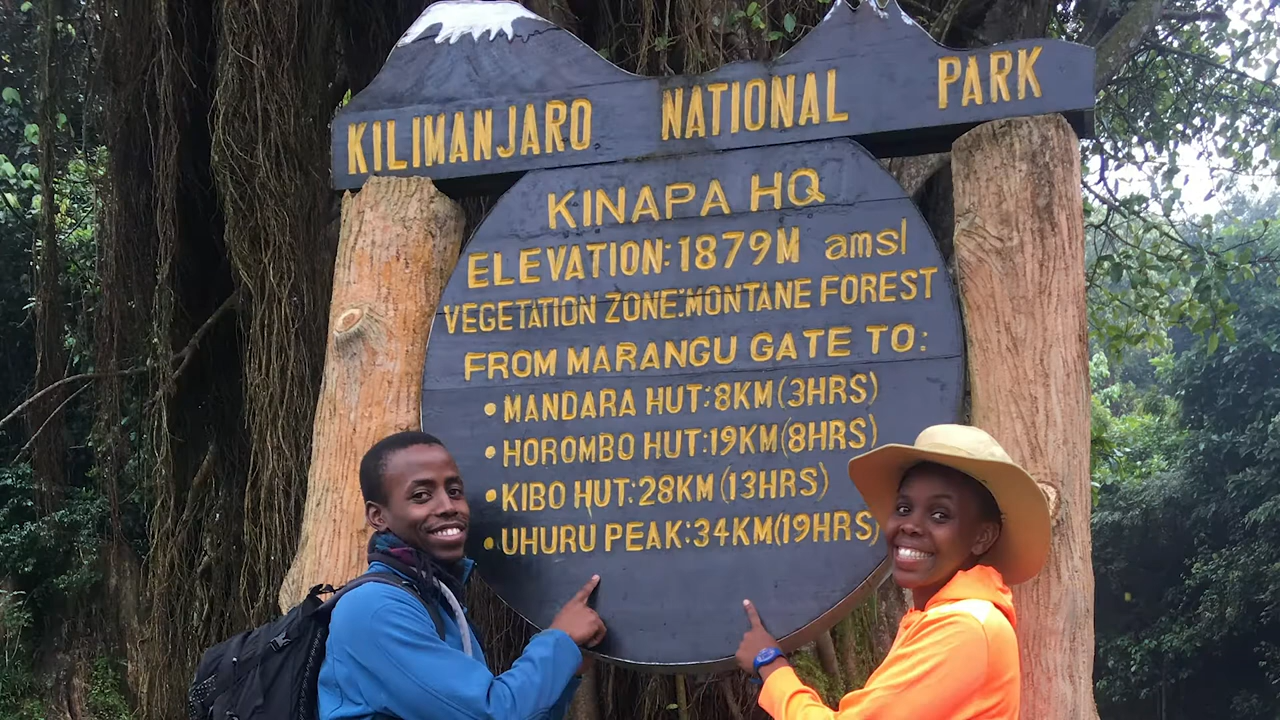 KILIMANJARO NATIONAL PARK
KINAPA HQ
ELEVATION:1879M amsl
VEGETATION ZONE:MONTANE FOREST
FROM MARANGU GATE TO:
• MANDARA HUT:8KM(3HRS)
• HOROMBO HUT:19KM(8HRS)
• KIBO HUT:28KM(13HRS)
• UHURU PEAK:34KM(19HRS)